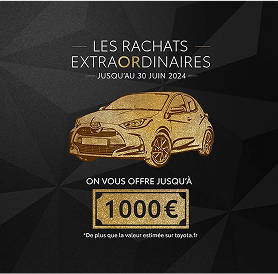 LES RACHATS
EXTRAORDINAIRES
JUSQU'AU 30 JUIN 2024
ON VOUS OFFRE JUSQU'À
1000€
*De plus que la valeur estimée sur toyota.fr